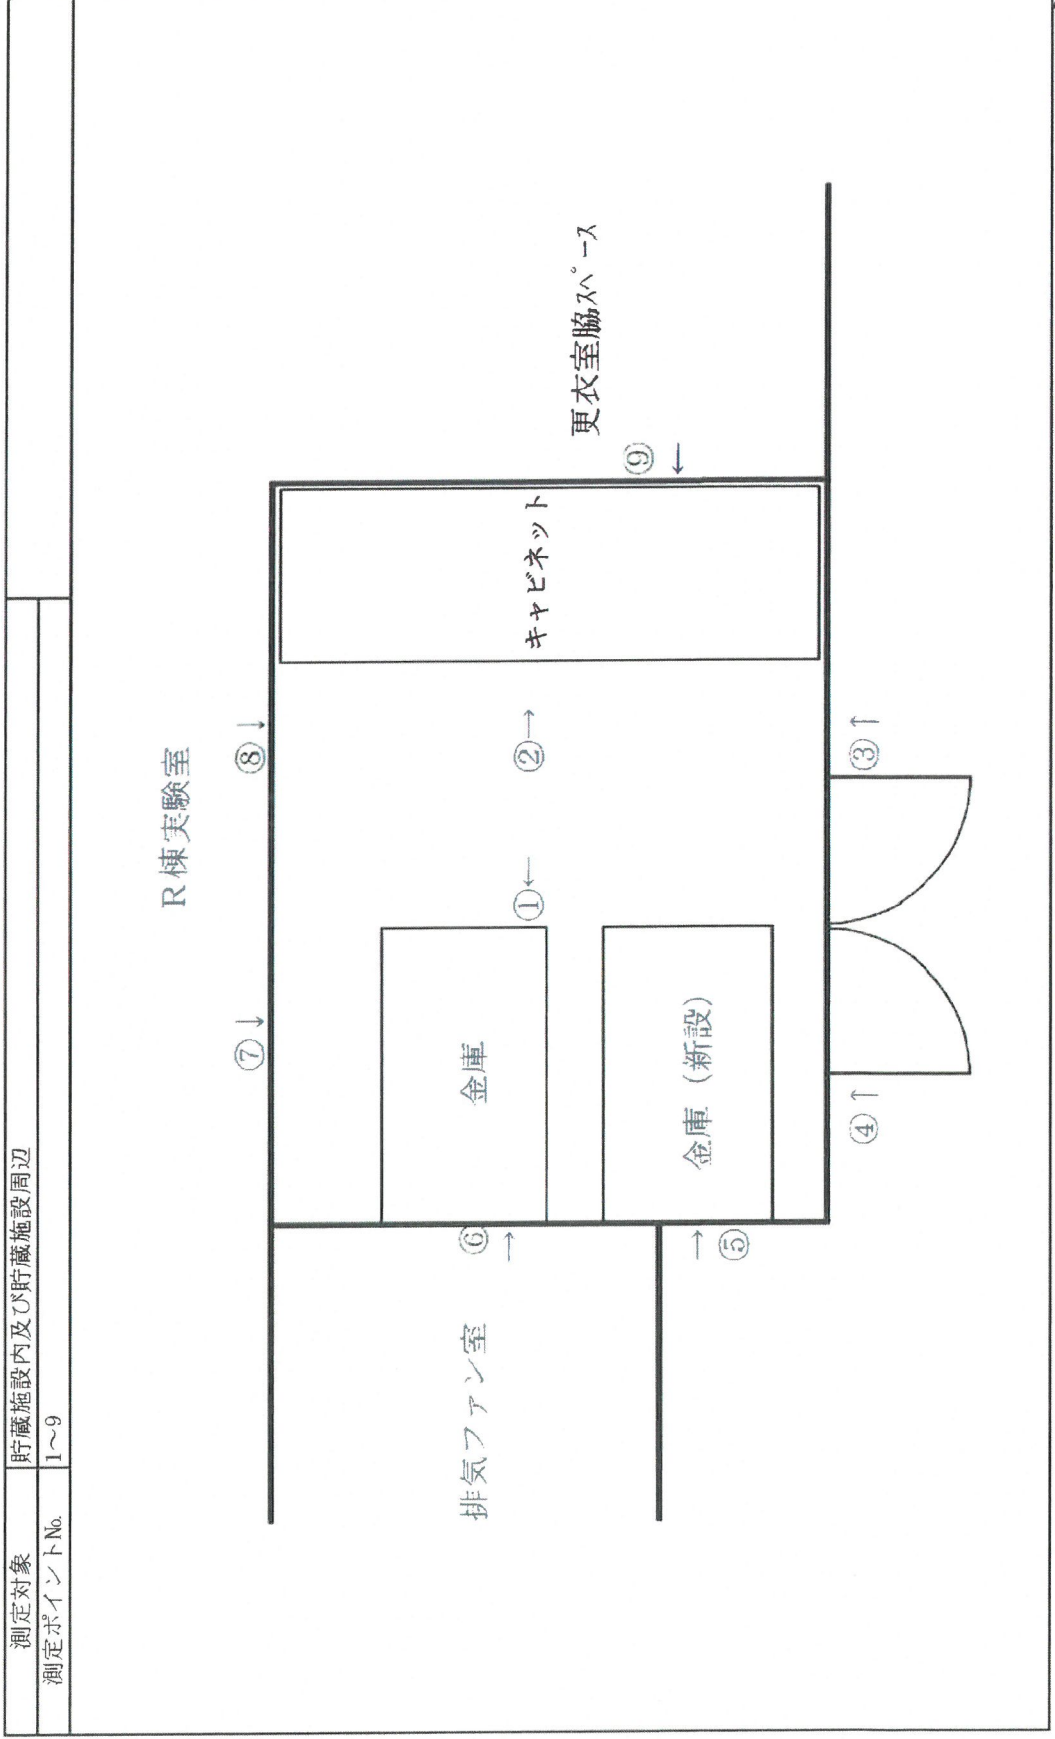 測定対象 貯蔵施設内及び貯蔵施設周辺
測定ポイントNo. 1～9
R棟実験室
⑦↓
⑧↓
排気ファン室
⑥
→
金庫
①←
②→
キャビネット
更衣室脇スペース
⑨
←
→
⑤
金庫（新設）
④↑
③↑